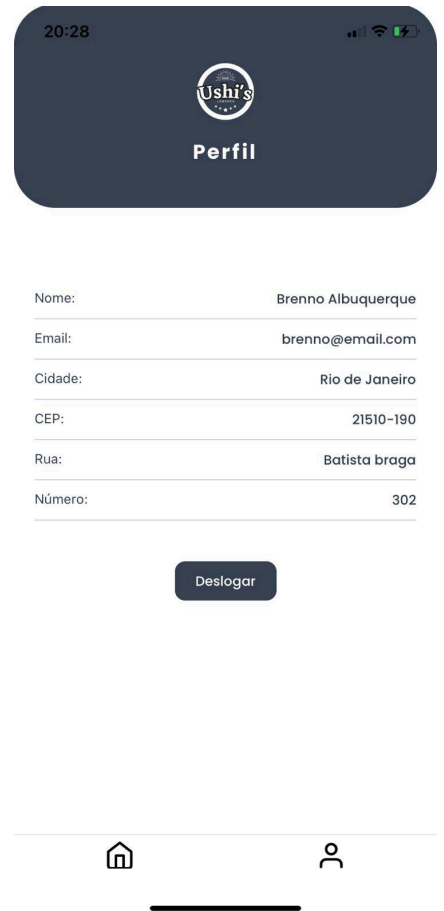 20:28
Ushi's
Perfil
Nome: Brenno Albuquerque
Email: brenno@email.com
Cidade: Rio de Janeiro
CEP: 21510-190
Rua: Batista braga
Número: 302
Deslogar